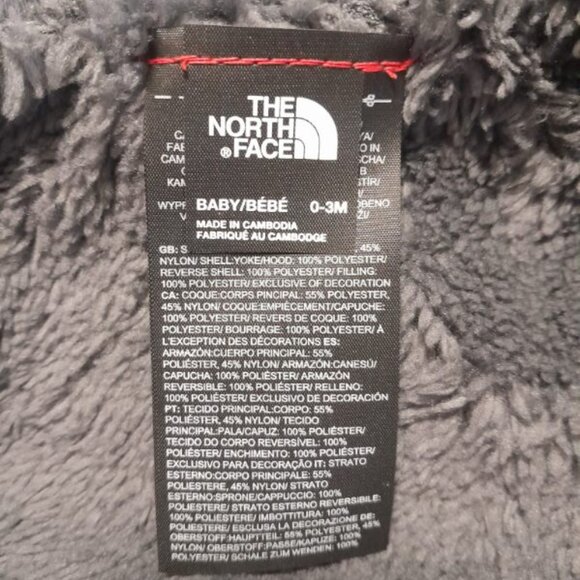 THE
NORTH
FACE
BABY/BÉBÉ 0-3M
MADE IN CAMBODIA
FABRIQUÉ AU CAMBODGE
GB: S , 45%
NYLON/ SHELL:YOKE/HOOD: 100% POLYESTER/
REVERSE SHELL: 100% POLYESTER/ FILLING:
100% POLYESTER/ EXCLUSIVE OF DECORATION
CA: COQUE:CORPS PINCIPAL: 55% POLYESTER,
45% NYLON/ COQUE:EMPIÈCEMENT/CAPUCHE:
100% POLYESTER/ REVERS DE COQUE: 100%
POLYESTER/ BOURRAGE: 100% POLYESTER/ À
L'EXCEPTION DES DÉCORATIONS ES:
ARMAZÓN:CUERPO PRINCIPAL: 55%
POLIÉSTER, 45% NYLON/ ARMAZÓN:CANESÚ/
CAPUCHA: 100% POLIÉSTER/ ARMAZÓN
REVERSIBLE: 100% POLIÉSTER/ RELLENO:
100% POLIÉSTER/ EXCLUSIVO DE DECORACIÓN
PT: TECIDO PRINCIPAL:CORPO: 55%
POLIÉSTER, 45% NYLON/ TECIDO
PRINCIPAL:PALA/CAPUZ: 100% POLIÉSTER/
TECIDO DO CORPO REVERSÍVEL: 100%
POLIÉSTER/ ENCHIMENTO: 100% POLIÉSTER/
EXCLUSIVO PARA DECORAÇÃO IT: STRATO
ESTERNO:CORPO PRINCIPALE: 55%
POLIESTERE, 45% NYLON/ STRATO
ESTERNO:SPRONE/CAPPUCCIO: 100%
POLIESTERE/ STRATO ESTERNO REVERSIBILE:
100% POLIESTERE/ IMBOTTITURA: 100%
POLIESTERE/ ESCLUSA LA DECORAZIONE DE:
OBERSTOFF:HAUPTTEIL: 55% POLYESTER, 45%
NYLON/ OBERSTOFF:PASSE/KAPUZE: 100%
POLYESTER/ SCHALE ZUM WENDEN: 100%